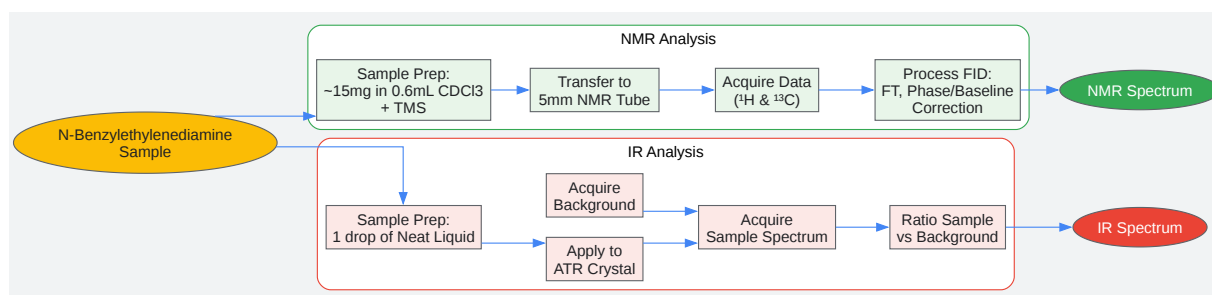 NMR Analysis
Sample Prep:
~15mg in 0.6mL CDCl3
+ TMS
Transfer to
5mm NMR Tube
Acquire Data
(¹H & ¹³C)
Process FID:
FT, Phase/Baseline
Correction
NMR Spectrum
N-Benzylethylenediamine
Sample
IR Analysis
Sample Prep:
1 drop of Neat Liquid
Acquire
Background
Apply to
ATR Crystal
Acquire
Sample Spectrum
Ratio Sample
vs Background
IR Spectrum